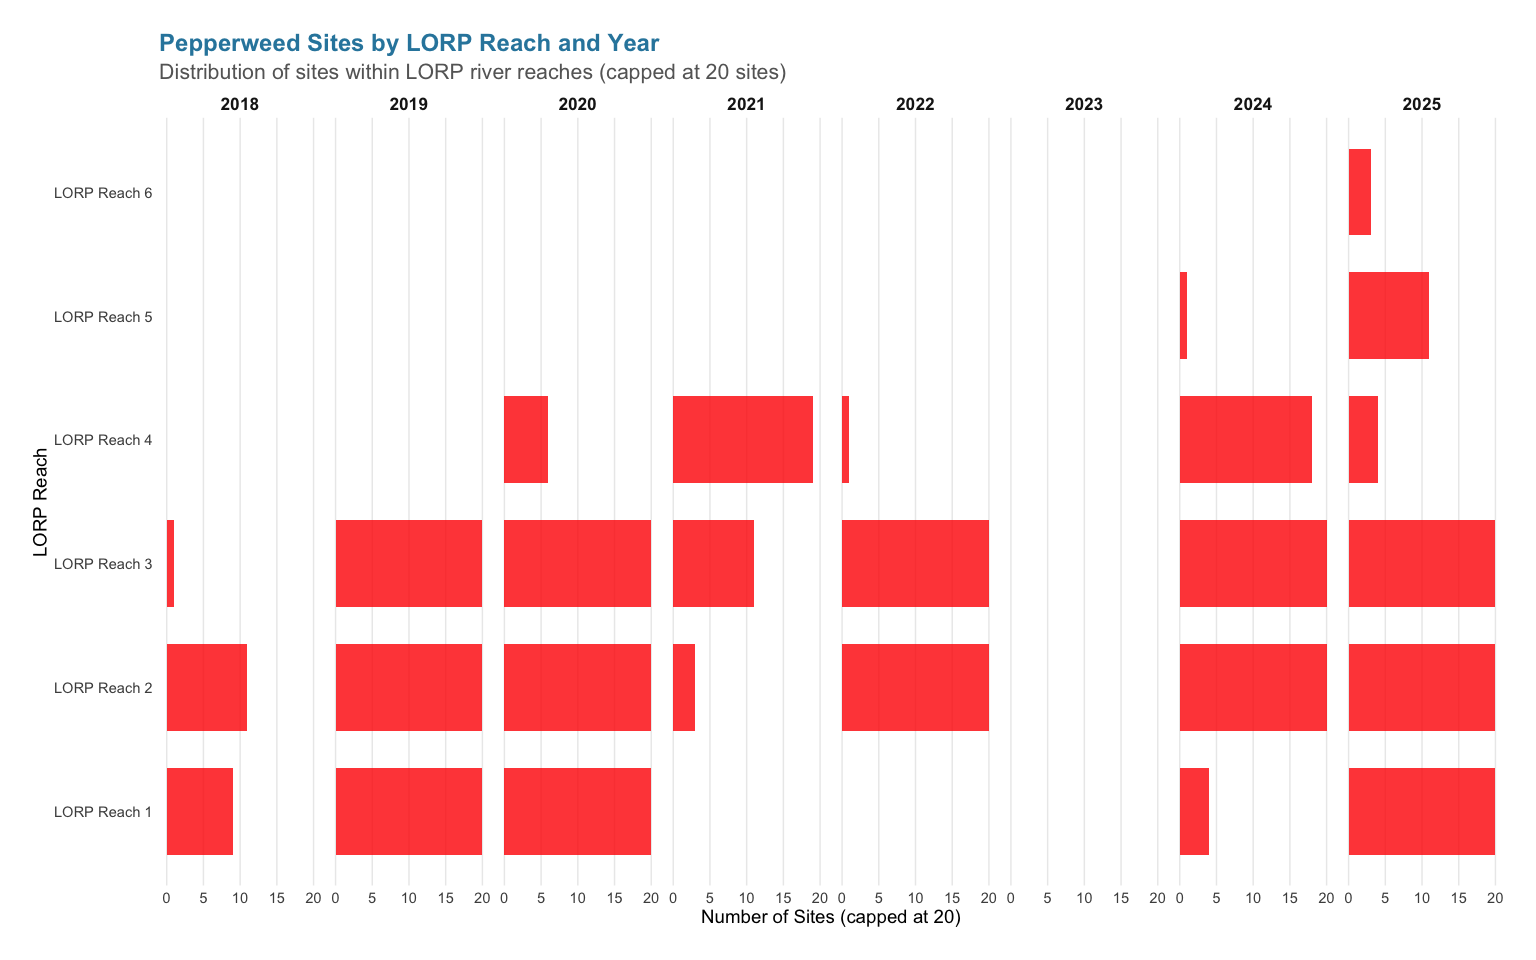 Pepperweed Sites by LORP Reach and Year
Distribution of sites within LORP river reaches (capped at 20 sites)
2018 2019 2020 2021 2022 2023 2024 2025
LORP Reach 6
LORP Reach 5
LORP Reach 4
LORP Reach 3
LORP Reach 2
LORP Reach 1
LORP Reach
0 5 10 15 20 0 5 10 15 20 0 5 10 15 20 0 5 10 15 20 0 5 10 15 20 0 5 10 15 20 0 5 10 15 20 0 5 10 15 20
Number of Sites (capped at 20)